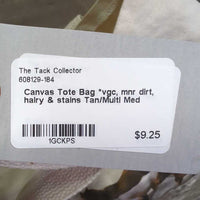 The Tack Collector
608129-184
Canvas Tote Bag *vgc, mnr dirt,
hairy & stains Tan/Multi Med
1GCKPS
$9.25